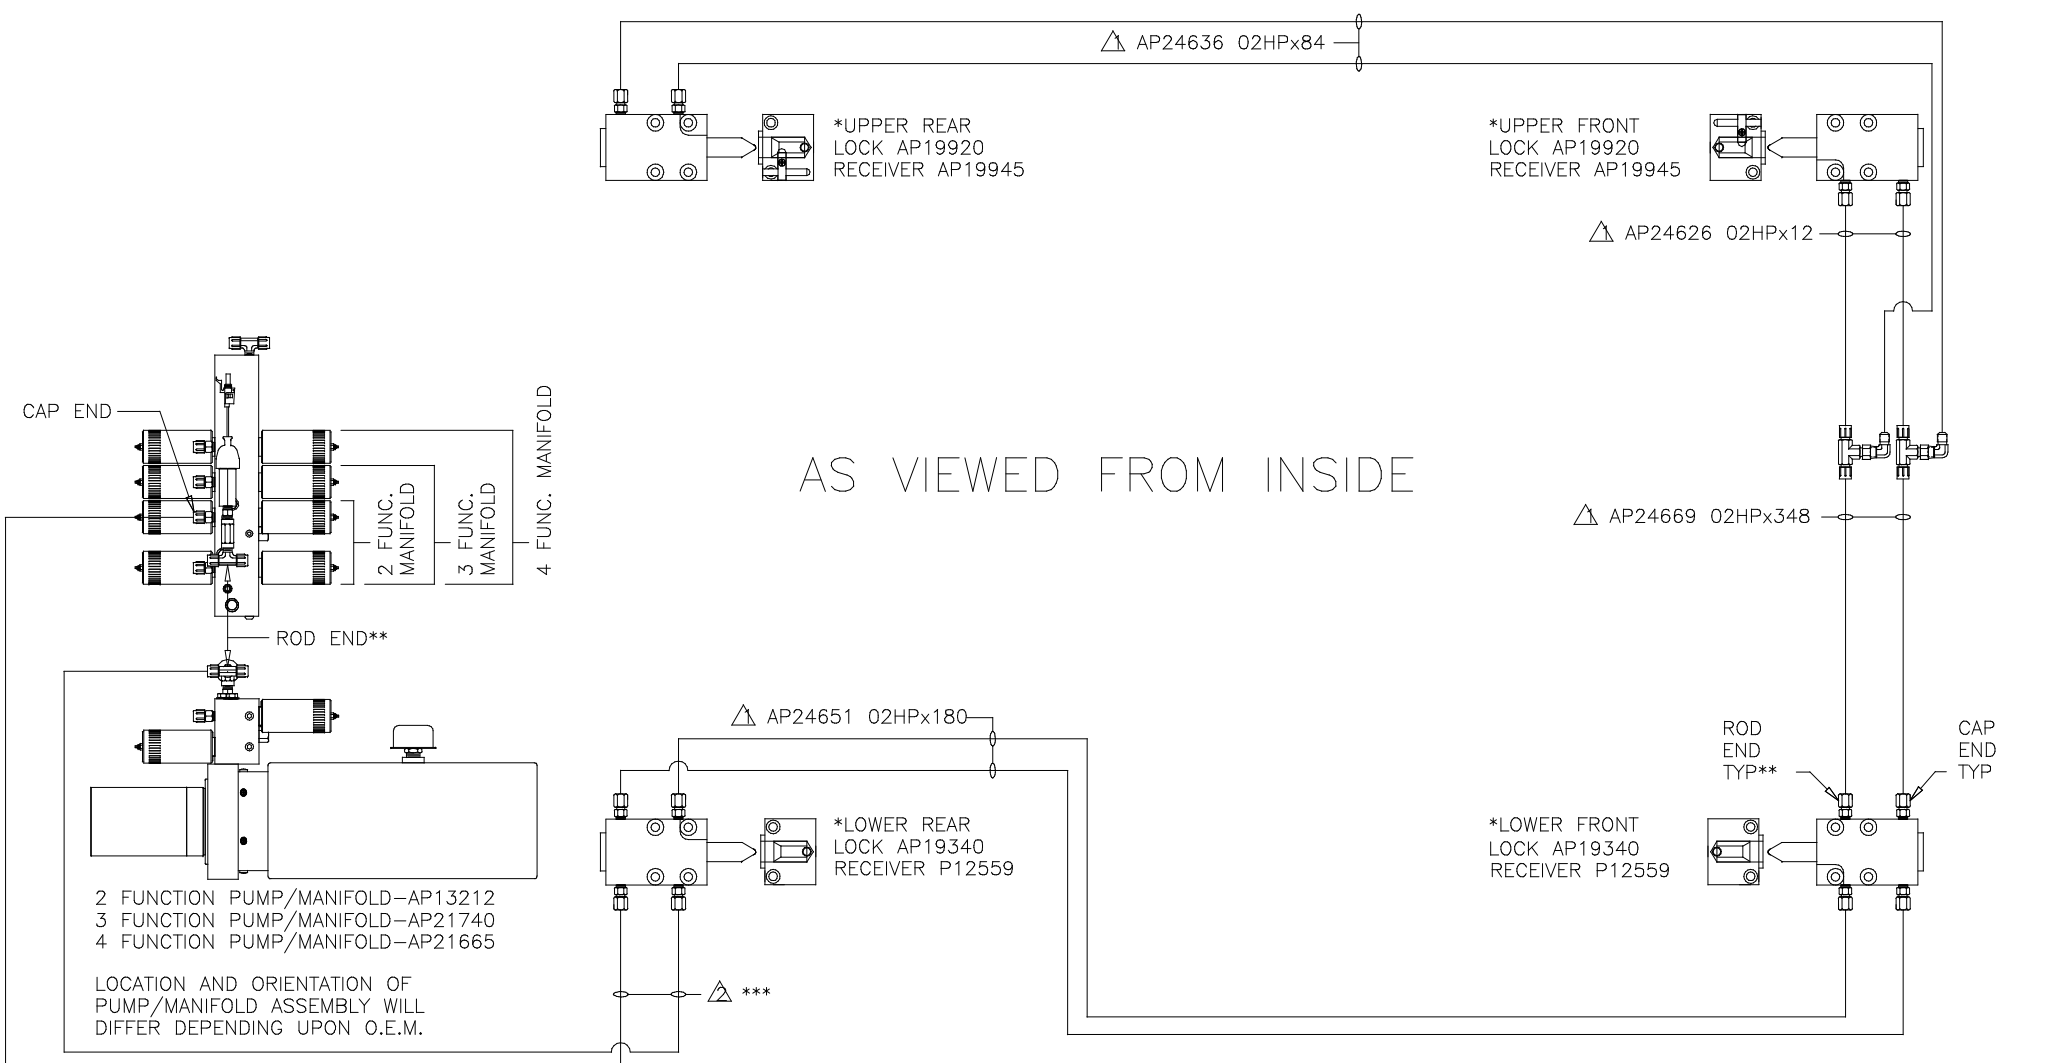 1 AP24636 02HPx84
*UPPER REAR
LOCK AP19920
RECEIVER AP19945
*UPPER FRONT
LOCK AP19920
RECEIVER AP19945
1 AP24626 02HPx12
CAP END
2 FUNC.
MANIFOLD
3 FUNC.
MANIFOLD
4 FUNC. MANIFOLD
AS VIEWED FROM INSIDE
1 AP24669 02HPx348
ROD END**
1 AP24651 02HPx180
ROD
END
TYP**
CAP
END
TYP
*LOWER REAR
LOCK AP19340
RECEIVER P12559
*LOWER FRONT
LOCK AP19340
RECEIVER P12559
2 FUNCTION PUMP/MANIFOLD-AP13212
3 FUNCTION PUMP/MANIFOLD-AP21740
4 FUNCTION PUMP/MANIFOLD-AP21665
LOCATION AND ORIENTATION OF
PUMP/MANIFOLD ASSEMBLY WILL
DIFFER DEPENDING UPON O.E.M.
2 ***